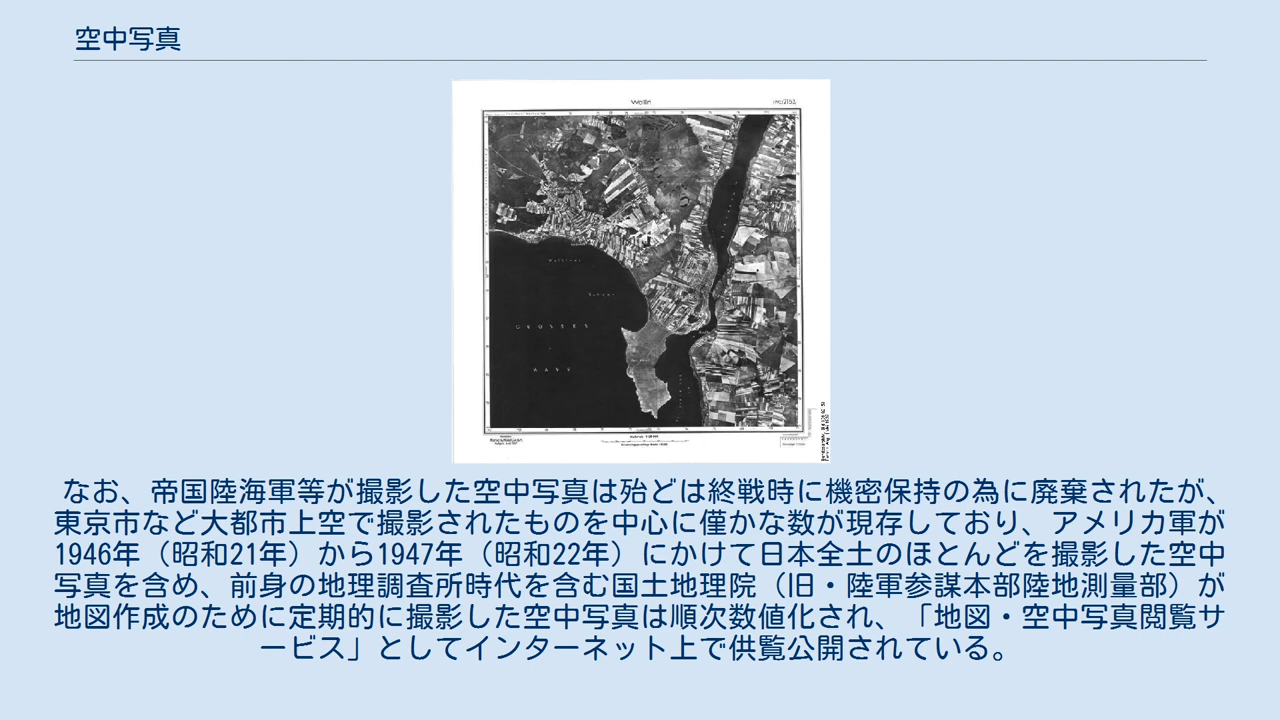 空中写真
Wollin
GROSSES
HAFF
なお、帝国陸海軍等が撮影した空中写真は殆どは終戦時に機密保持の為に廃棄されたが、
東京市など大都市上空で撮影されたものを中心に僅かな数が現存しており、アメリカ軍が
1946年（昭和21年）から1947年（昭和22年）にかけて日本全土のほとんどを撮影した空中
写真を含め、前身の地理調査所時代を含む国土地理院（旧・陸軍参謀本部陸地測量部）が
地図作成のために定期的に撮影した空中写真は順次数値化され、「地図・空中写真閲覧サ
ービス」としてインターネット上で供覧公開されている。